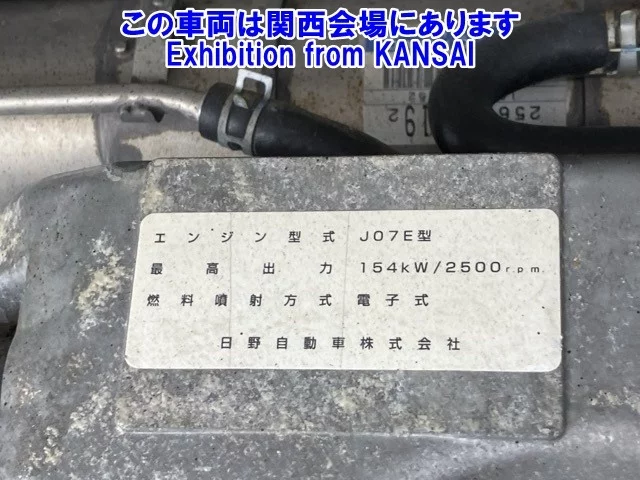 この車両は関西会場にあります
Exhibition from KANSAI
エンジン型式 J07E型
最高出力 154kW/2500r.p.m.
燃料噴射方式 電子式
日野自動車株式会社